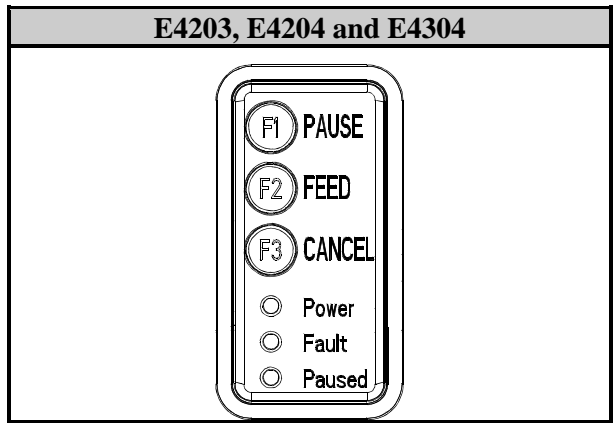 E4203, E4204 and E4304
F1 PAUSE
F2 FEED
F3 CANCEL
Power
Fault
Paused